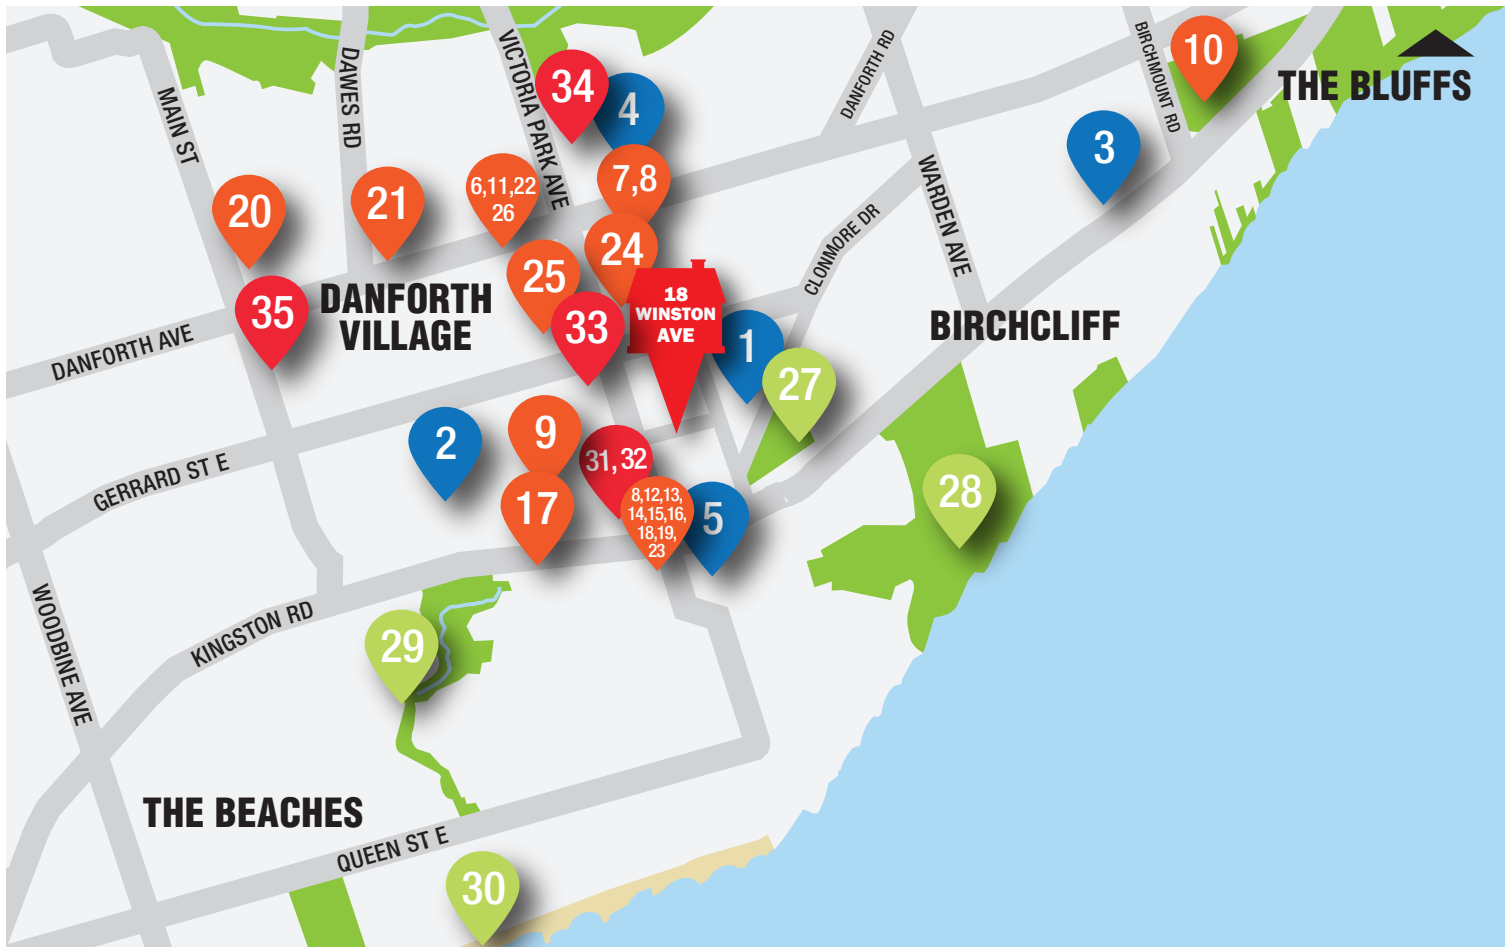 MAIN ST
DAWES RD
VICTORIA PARK AVE
34
4
DANFORTH RD
BIRCHMOUNT RD
10
THE BLUFFS
3
20
21
6,11,22
26
7,8
24
25
WARDEN AVE
CLONMORE DR
35
DANFORTH
VILLAGE
33
18
WINSTON
AVE
1
27
BIRCHCLIFF
DANFORTH AVE
GERRARD ST E
2
9
31, 32
17
8,12,13,
14,15,16,
18,19,
23
5
28
WOODBINE AVE
KINGSTON RD
29
THE BEACHES
QUEEN ST E
30